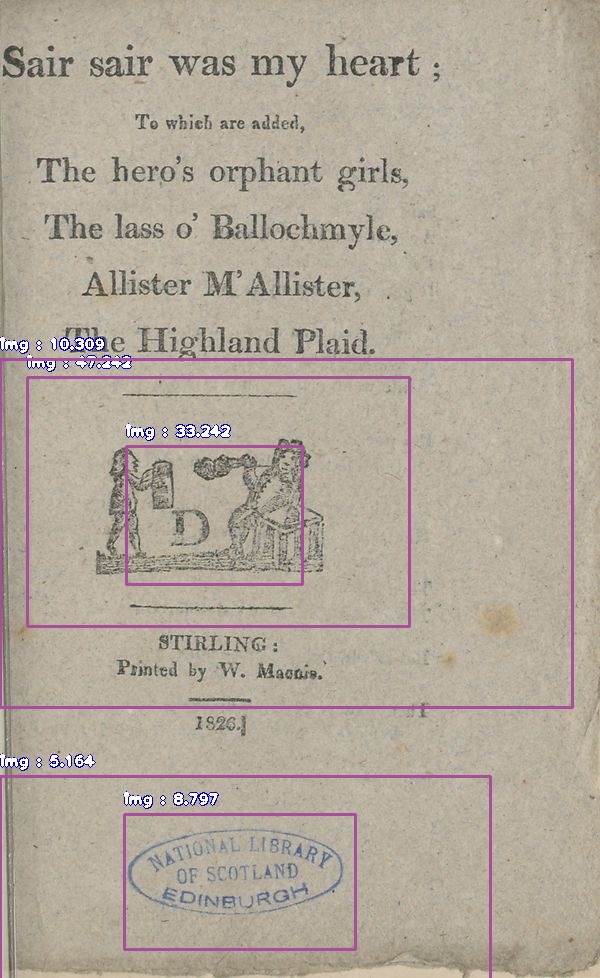 Sair sair was my heart ;
To which are added,
The hero's orphant girls,
The lass o' Ballochmyle,
Allister M'Allister,
The Highland Plaid.
img : 10.309
img : 47.242
img : 33.242
D
STIRLING:
Printed by W. Macnie.
1826.
img : 5.164
img : 8.797
NATIONAL LIBRARY
OF SCOTLAND
EDINBURGH